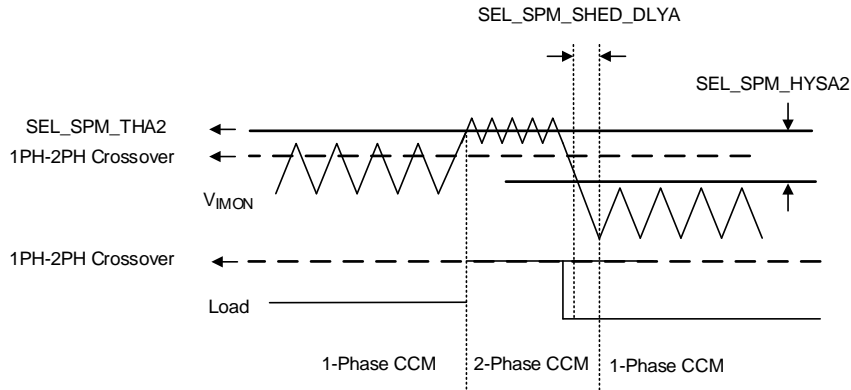 SEL_SPM_SHED_DLYA
SEL_SPM_HYSA2
SEL_SPM_THA2
1PH-2PH Crossover
VIMON
1PH-2PH Crossover
Load
1-Phase CCM
2-Phase CCM
1-Phase CCM